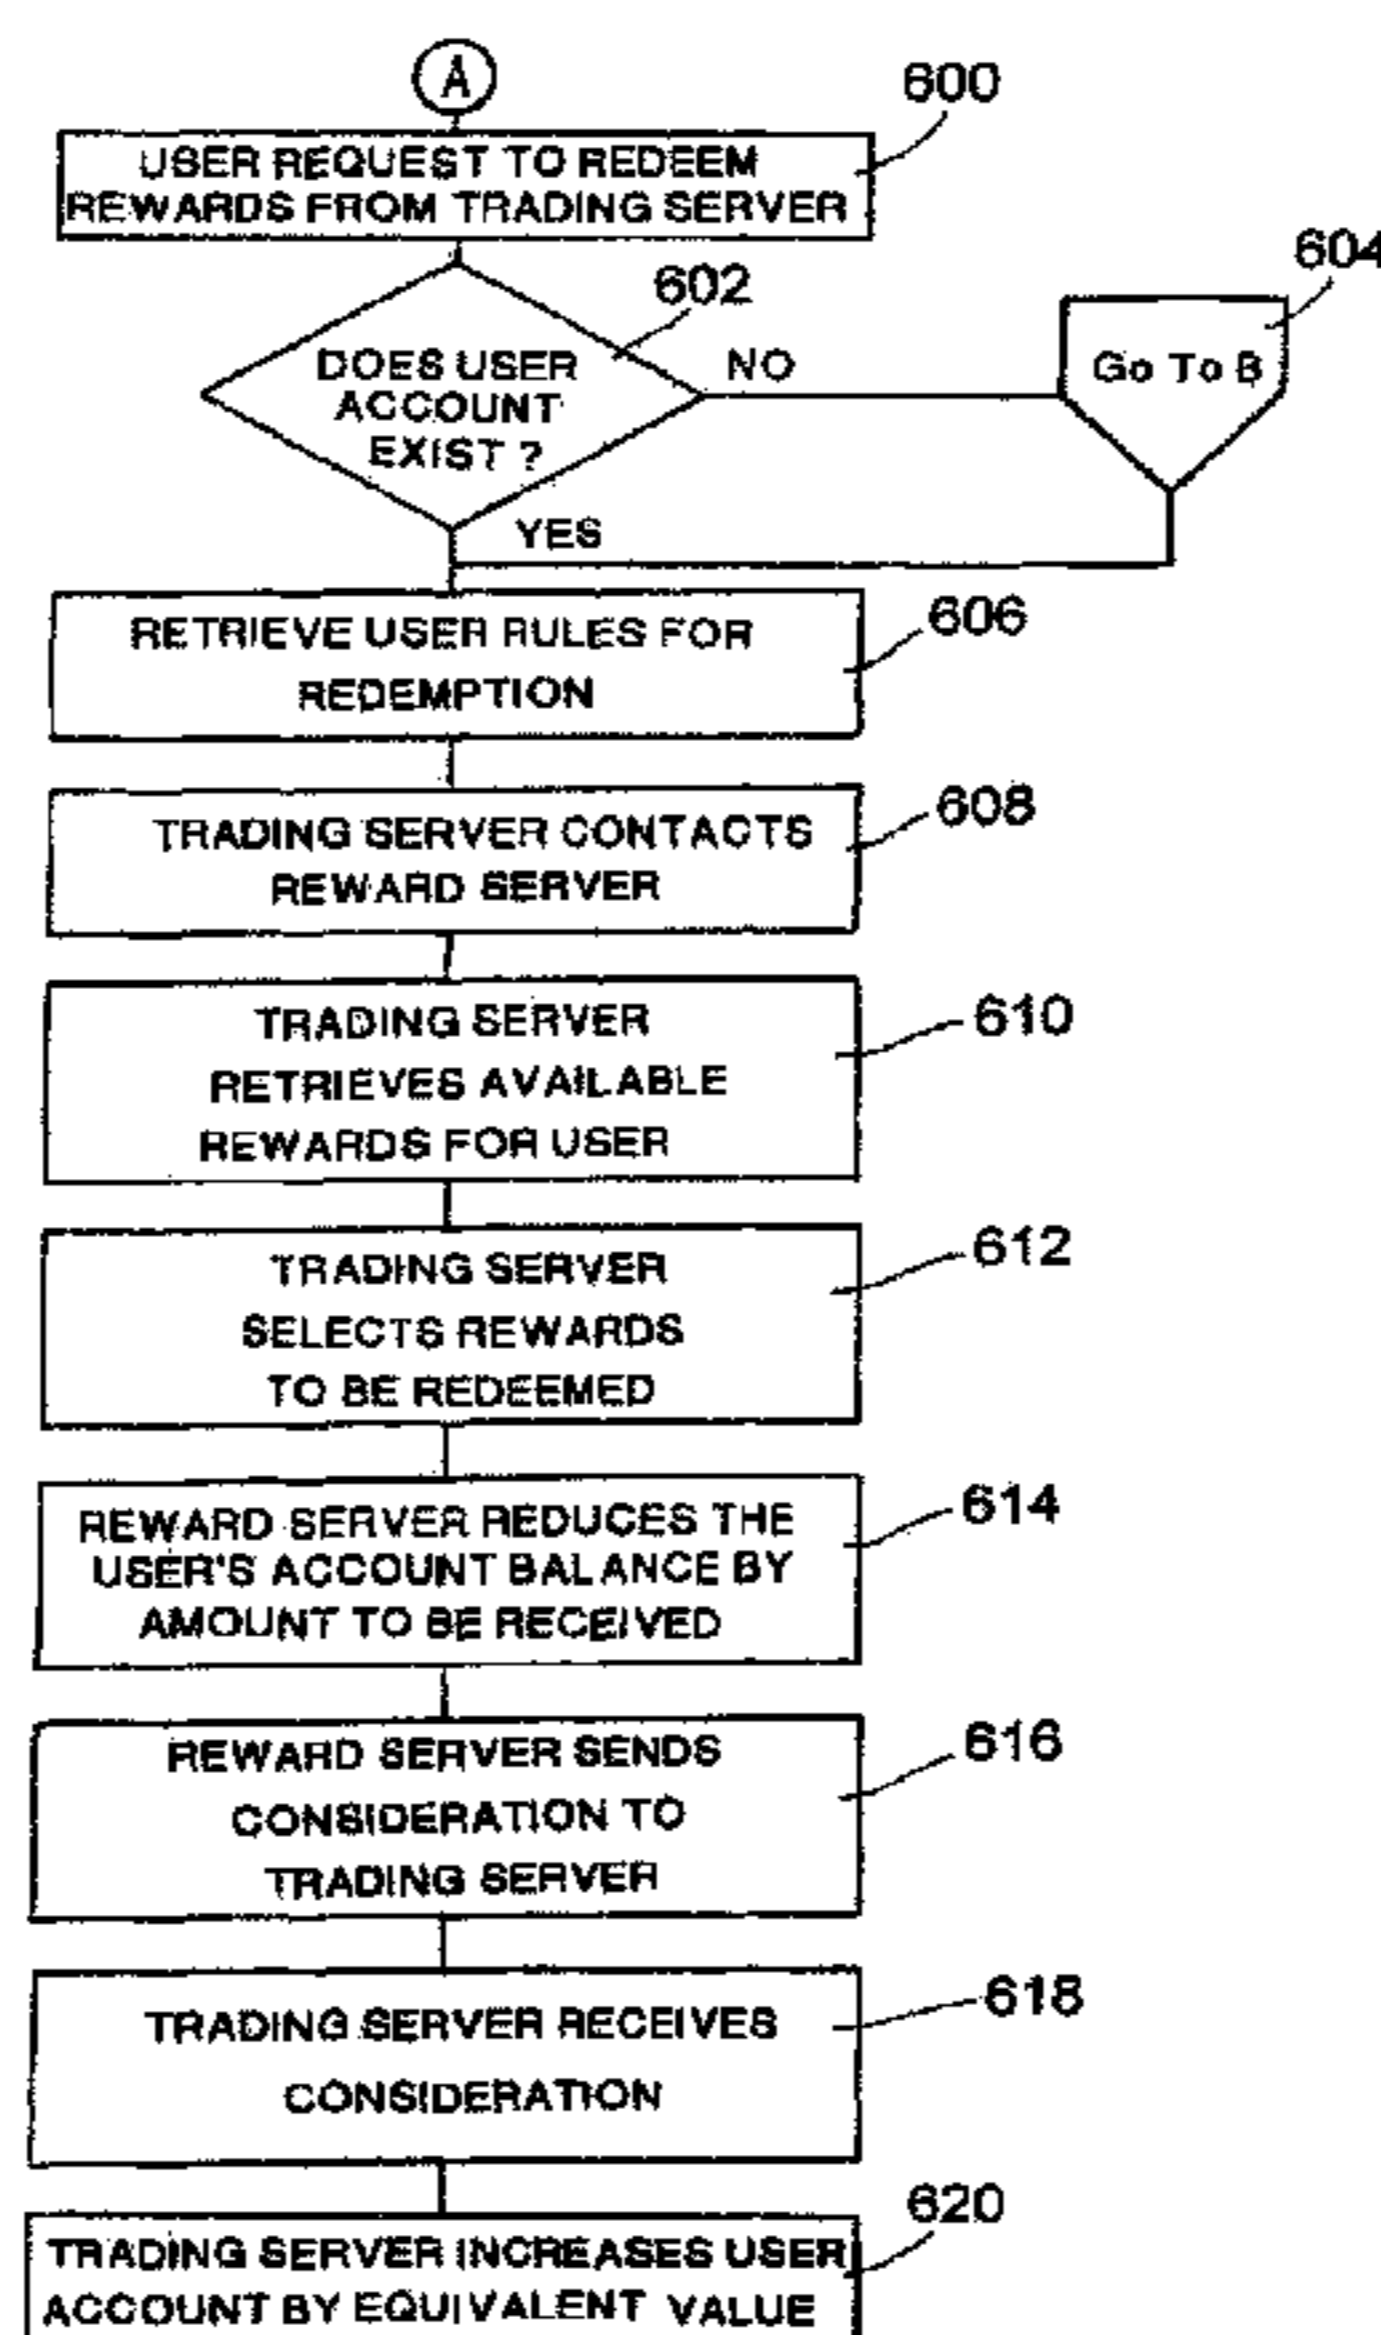 A
600
USER REQUEST TO REDEEM
REWARDS FROM TRADING SERVER
602
604
DOES USER
ACCOUNT
EXIST ?
NO
Go To B
YES
606
RETRIEVE USER RULES FOR
REDEMPTION
608
TRADING SERVER CONTACTS
REWARD SERVER
610
TRADING SERVER
RETRIEVES AVAILABLE
REWARDS FOR USER
612
TRADING SERVER
SELECTS REWARDS
TO BE REDEEMED
614
REWARD SERVER REDUCES THE
USER'S ACCOUNT BALANCE BY
AMOUNT TO BE RECEIVED
616
REWARD SERVER SENDS
CONSIDERATION TO
TRADING SERVER
618
TRADING SERVER RECEIVES
CONSIDERATION
620
TRADING SERVER INCREASES USER
ACCOUNT BY EQUIVALENT VALUE